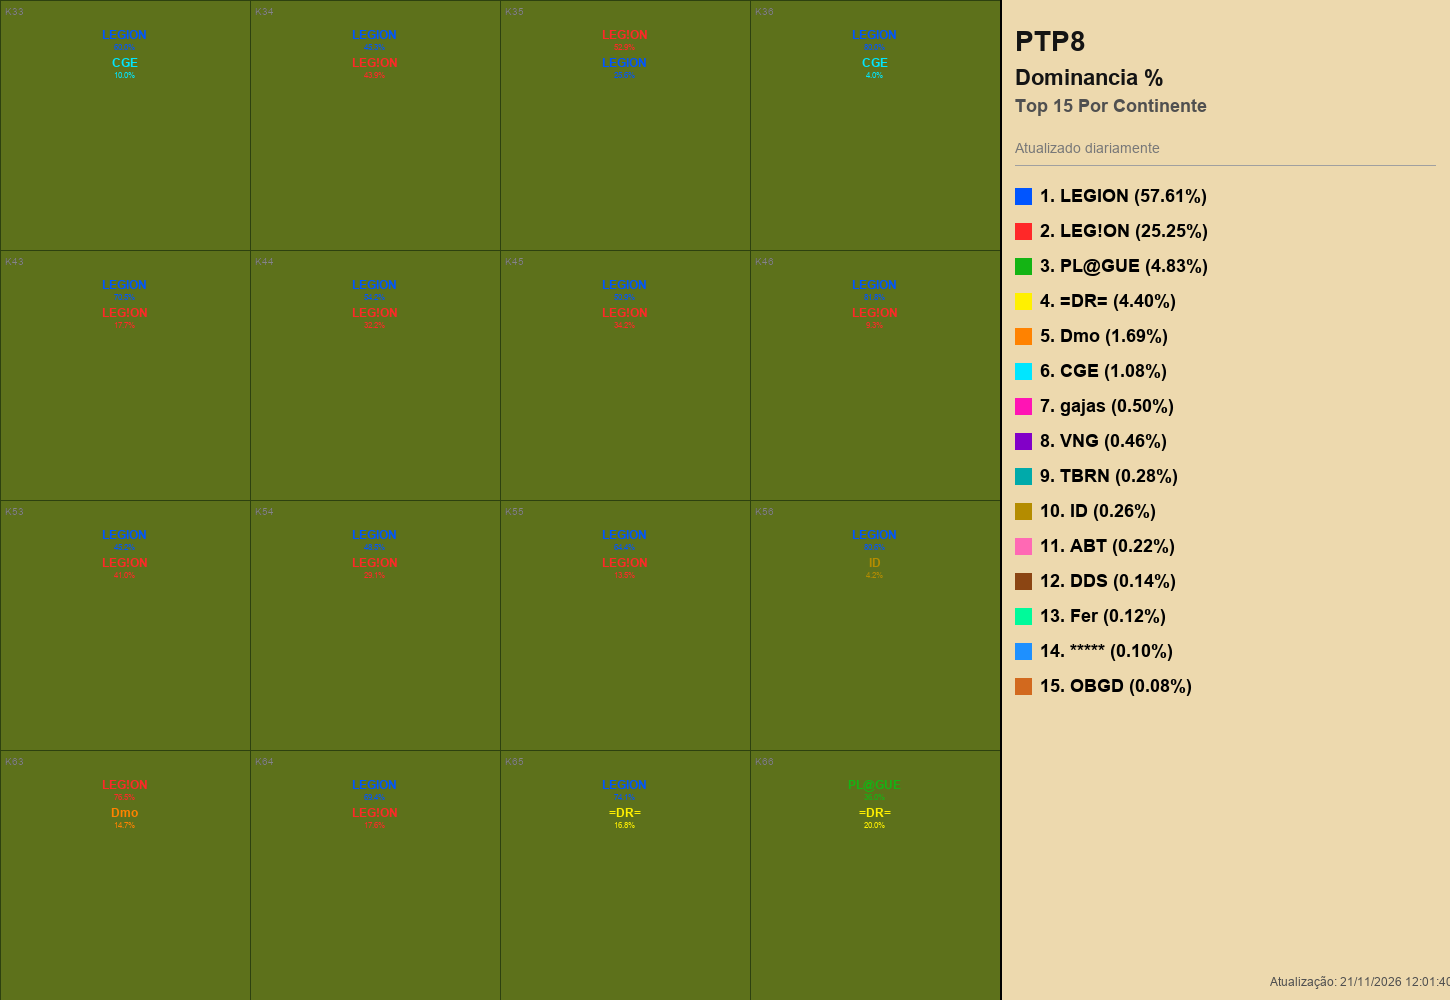 K33
LEGION
CGE
10.0%
K34
LEGION
LEG!ON
K35
LEG!ON
LEGION
K36
LEGION
CGE
4.0%
K43
LEGION
LEG!ON
K44
LEGION
LEG!ON
K45
LEGION
LEG!ON
K46
LEGION
LEG!ON
K53
LEGION
LEG!ON
K54
LEGION
LEG!ON
K55
LEGION
LEG!ON
K56
LEGION
ID
4.2%
K63
LEG!ON
Dmo
14.7%
K64
LEGION
LEG!ON
K65
LEGION
=DR=
16.8%
K66
PL@GUE
=DR=
20.0%
PTP8
Dominancia %
Top 15 Por Continente
Atualizado diariamente
1. LEGION (57.61%)
2. LEG!ON (25.25%)
3. PL@GUE (4.83%)
4. =DR= (4.40%)
5. Dmo (1.69%)
6. CGE (1.08%)
7. gajas (0.50%)
8. VNG (0.46%)
9. TBRN (0.28%)
10. ID (0.26%)
11. ABT (0.22%)
12. DDS (0.14%)
13. Fer (0.12%)
14. ***** (0.10%)
15. OBGD (0.08%)
Atualização: 21/11/2026 12:01:40